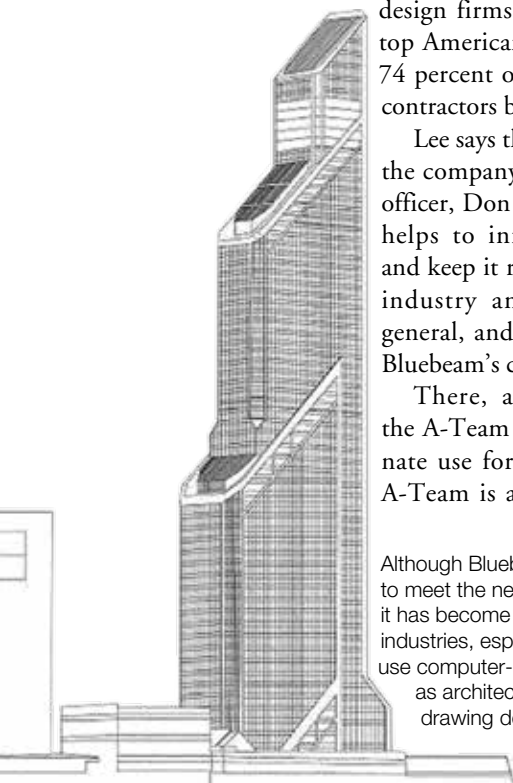 design firms
top American
74 percent o
contractors b
Lee says th
the company
officer, Don
helps to in
and keep it r
industry an
general, and
Bluebeam's c
There, a
the A-Team
nate use for
A-Team is a
Although Blueb
to meet the ne
it has become
industries, esp
use computer-
as architec
drawing de